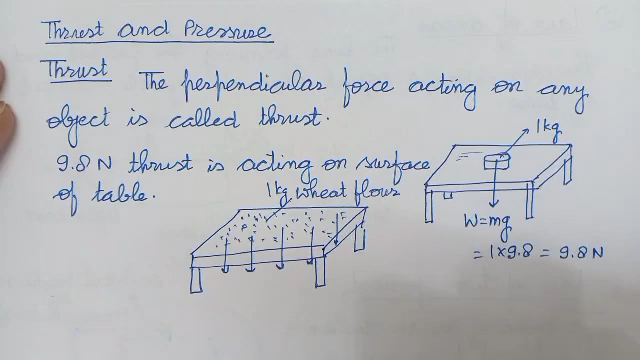 Thrust and Pressure
Thrust The perpendicular force acting on any
object is called thrust.
9.8 N thrust is acting on surface
of table.
1kg
W=mg
= 1×9.8 = 9.8 N
1kg wheat flour